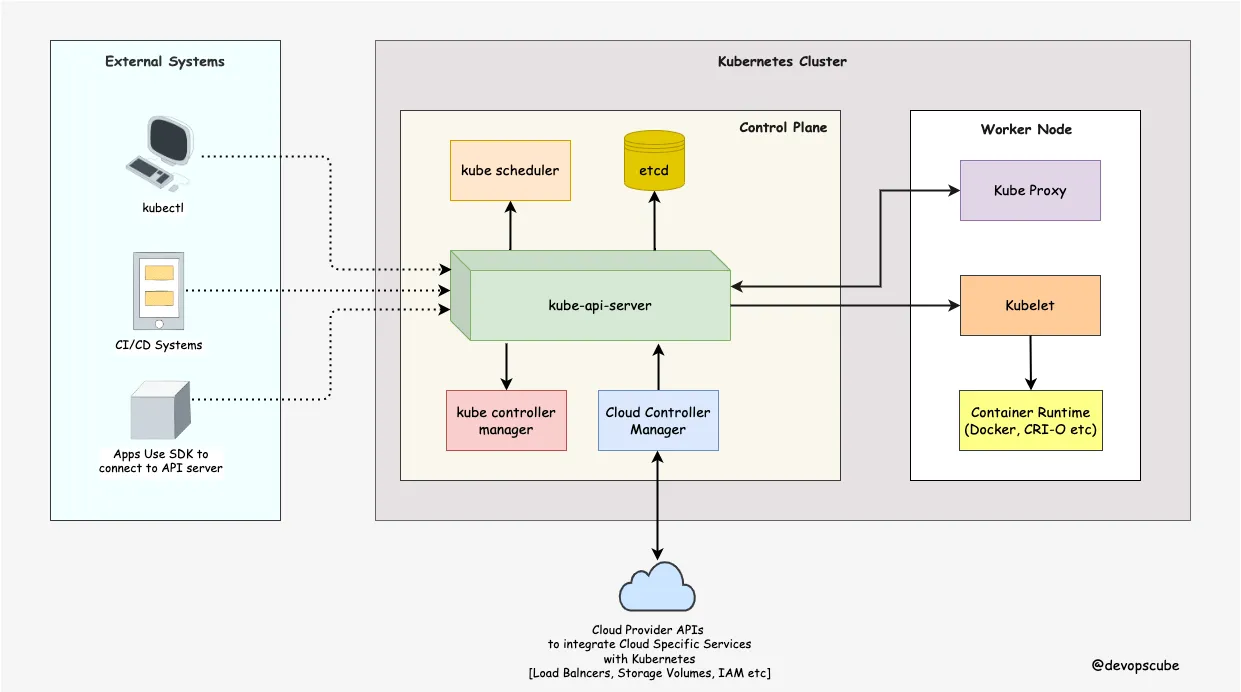 External Systems
kubectl
CI/CD Systems
Apps Use SDK to
connect to API server
Kubernetes Cluster
Control Plane
kube scheduler
etcd
kube-api-server
kube controller
manager
Cloud Controller
Manager
Worker Node
Kube Proxy
Kubelet
Container Runtime
(Docker, CRI-O etc)
Cloud Provider APIs
to integrate Cloud Specific Services
with Kubernetes
[Load Balncers, Storage Volumes, IAM etc]
@devopscube